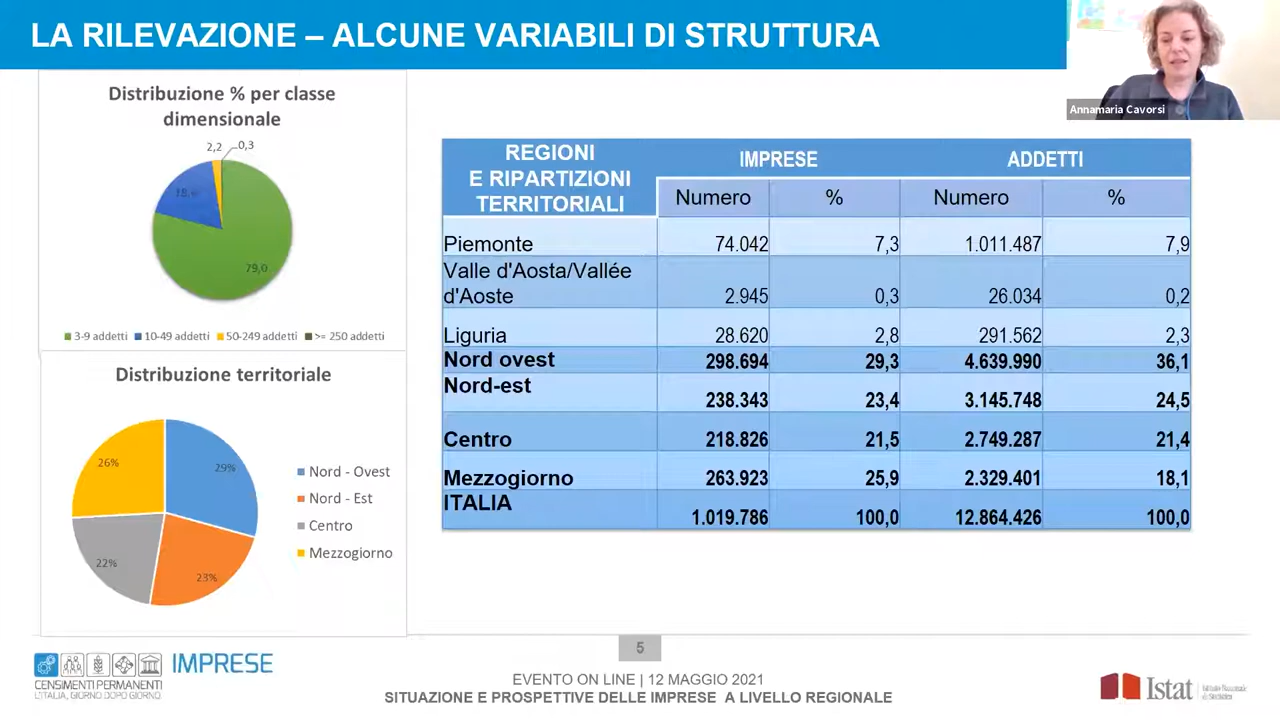 LA RILEVAZIONE – ALCUNE VARIABILI DI STRUTTURA
Annamaria Cavorsi
Distribuzione % per classe
dimensionale
2,2
0,3
79,0
3-9 addetti 10-49 addetti 50-249 addetti >= 250 addetti
Distribuzione territoriale
26%
29%
22%
23%
Nord - Ovest
Nord - Est
Centro
Mezzogiorno
REGIONI
E RIPARTIZIONI
TERRITORIALI
IMPRESE ADDETTI
Numero % Numero %
Piemonte 74.042 7,3 1.011.487 7,9
Valle d'Aosta/Vallée
d'Aoste 2.945 0,3 26.034 0,2
Liguria 28.620 2,8 291.562 2,3
Nord ovest 298.694 29,3 4.639.990 36,1
Nord-est
238.343 23,4 3.145.748 24,5
Centro 218.826 21,5 2.749.287 21,4
Mezzogiorno 263.923 25,9 2.329.401 18,1
ITALIA
1.019.786 100,0 12.864.426 100,0
5
IMPRESE
CENSIMENTI PERMANENTI
L'ITALIA, GIORNO DOPO GIORNO
EVENTO ON LINE | 12 MAGGIO 2021
SITUAZIONE E PROSPETTIVE DELLE IMPRESE A LIVELLO REGIONALE
Istat